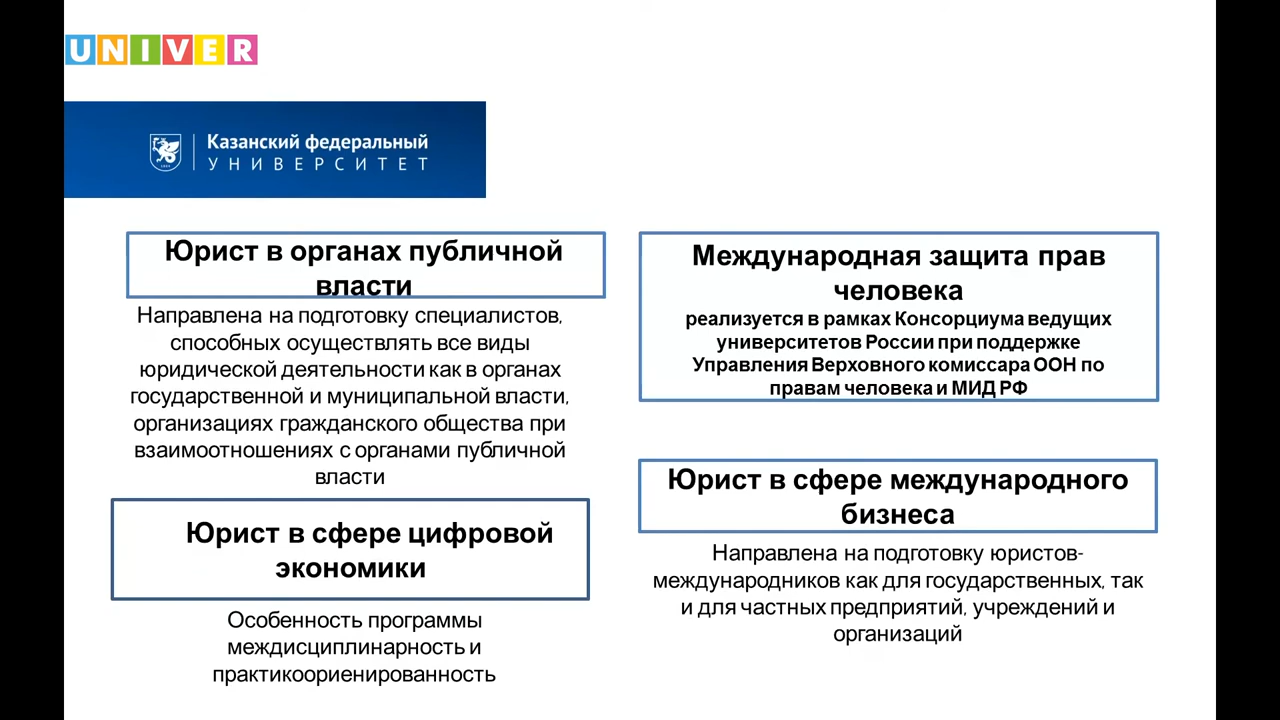 UNIVER
Казанский федеральный
УНИВЕРСИТЕТ
Юрист в органах публичной
власти
Направлена на подготовку специалистов,
способных осуществлять все виды
юридической деятельности как в органах
государственной и муниципальной власти,
организациях гражданского общества при
взаимоотношениях с органами публичной
власти
Юрист в сфере цифровой
экономики
Особенность программы
междисциплинарность и
практикоориенированность
Международная защита прав
человека
реализуется в рамках Консорциума ведущих
университетов России при поддержке
Управления Верховного комиссара ООН по
правам человека и МИД РФ
Юрист в сфере международного
бизнеса
Направлена на подготовку юристов-
международников как для государственных, так
и для частных предприятий, учреждений и
организаций